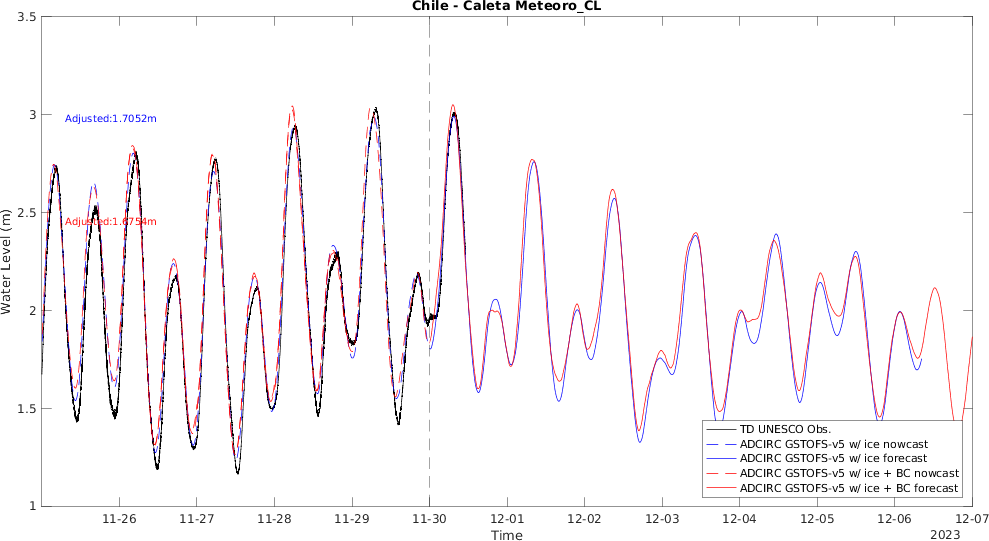 Chile - Caleta Meteoro_CL
3.5
3
2.5
2
1.5
1
Water Level (m)
Adjusted:1.7052m
Adjusted:1.6754m
TD UNESCO Obs.
ADCIRC GSTOFS-v5 w/ ice nowcast
ADCIRC GSTOFS-v5 w/ ice forecast
ADCIRC GSTOFS-v5 w/ ice + BC nowcast
ADCIRC GSTOFS-v5 w/ ice + BC forecast
11-26 11-27 11-28 11-29 11-30 12-01 12-02 12-03 12-04 12-05 12-06 12-07
Time
2023